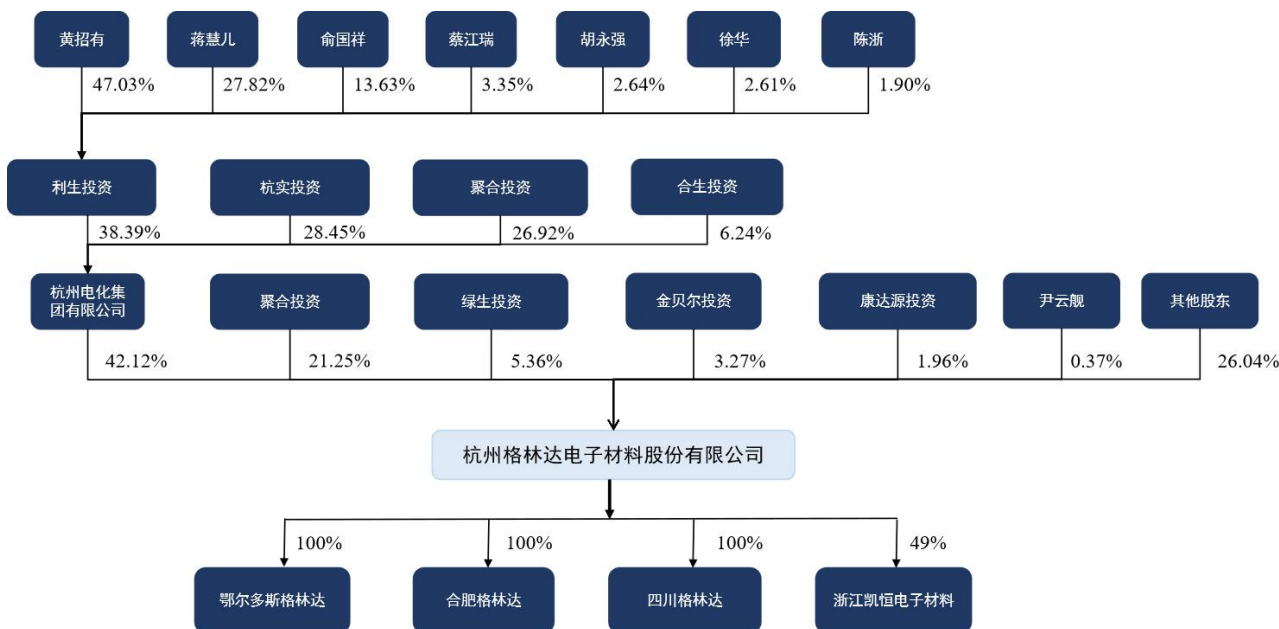 黄招有 蒋慧儿 俞国祥 蔡江瑞 胡永强 徐华 陈浙
47.03% 27.82% 13.63% 3.35% 2.64% 2.61% 1.90%
利生投资 杭实投资 聚合投资 合生投资
38.39% 28.45% 26.92% 6.24%
杭州电化集
团有限公司 聚合投资 绿生投资 金贝尔投资 康达源投资 尹云舰 其他股东
42.12% 21.25% 5.36% 3.27% 1.96% 0.37% 26.04%
杭州格林达电子材料股份有限公司
100% 100% 100% 49%
鄂尔多斯格林达 合肥格林达 四川格林达 浙江凯恒电子材料